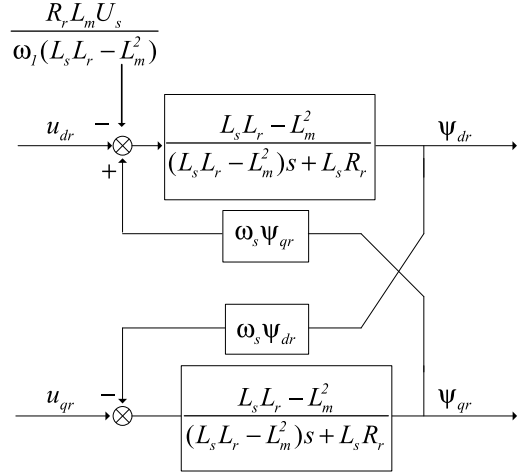 R_r L_m U_s
ω_1 (L_s L_r − L_m^2)
−
u_dr
+
L_s L_r − L_m^2
(L_s L_r − L_m^2)s + L_s R_r
Ψ_dr
ω_s Ψ_qr
ω_s Ψ_dr
−
u_qr
L_s L_r − L_m^2
(L_s L_r − L_m^2)s + L_s R_r
Ψ_qr